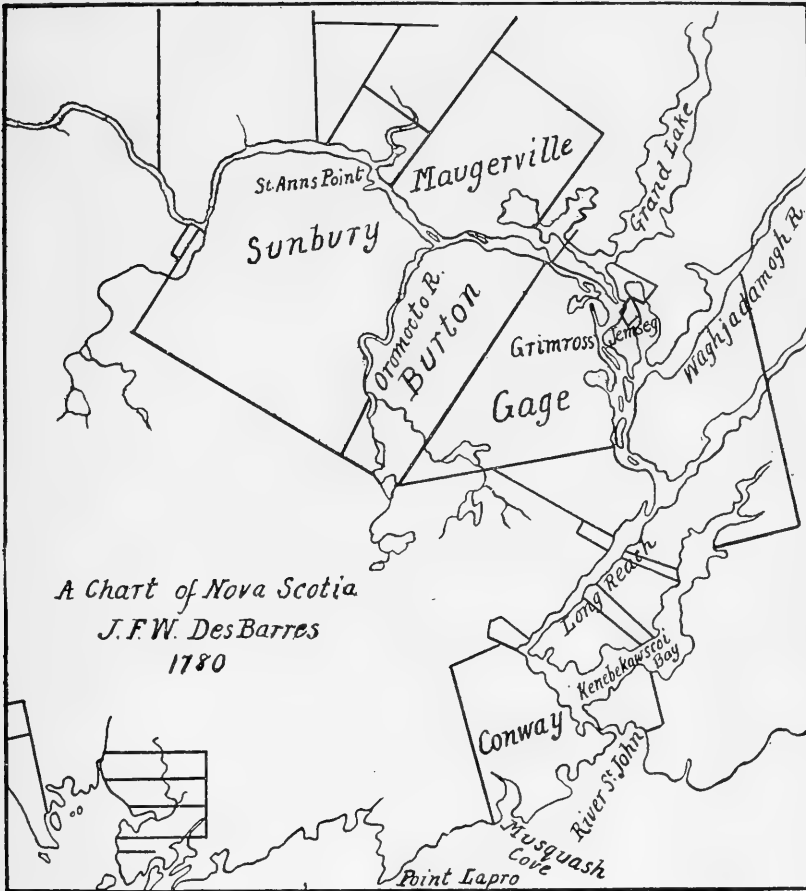 Grand Lake
Maugerville
St. Anns Point
Sunbury
Waghjadamogh R.
Oromocto R.
Burton
Jemseg
Grimross
Gage
A Chart of Nova Scotia
J.F.W. DesBarres
1780
Long Reach
Kenebekawscoi
Bay
Conway
River St. John
Musquash
Cove
Point Lapro